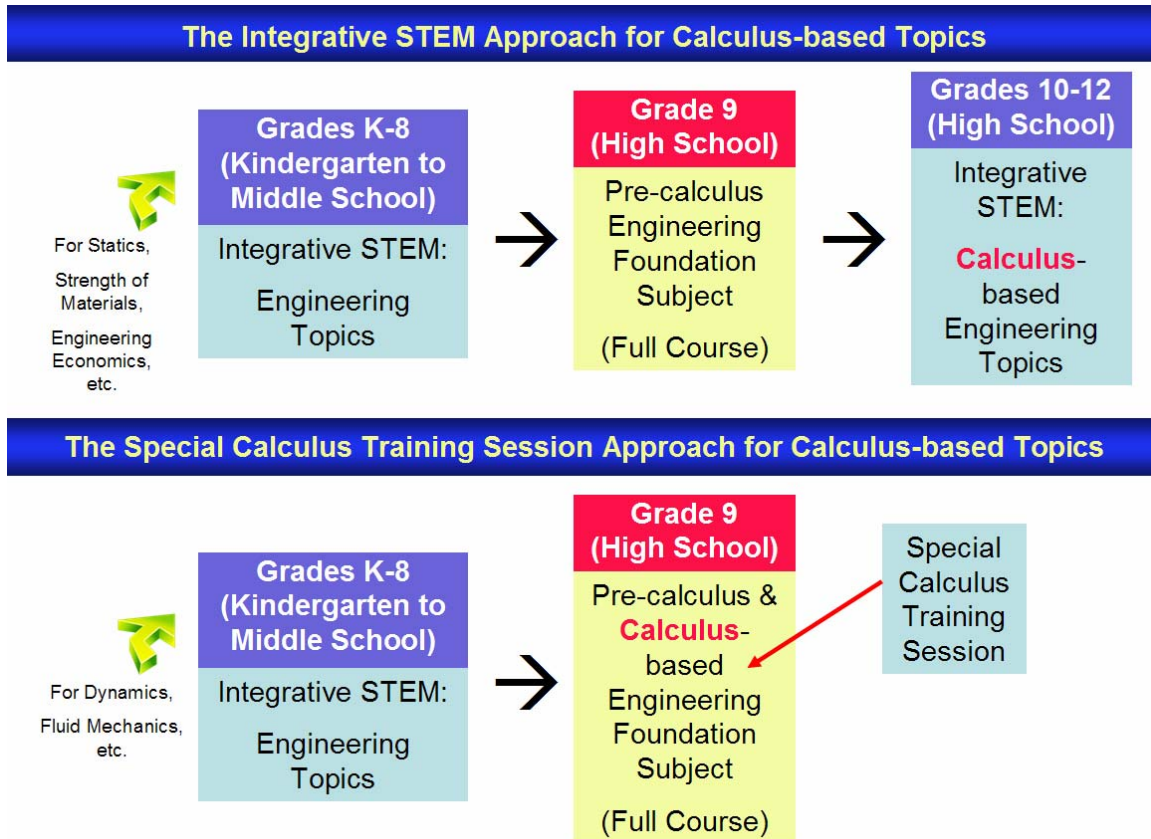 The Integrative STEM Approach for Calculus-based Topics
For Statics,
Strength of
Materials,
Engineering
Economics,
etc.
Grades K-8
(Kindergarten to
Middle School)
Integrative STEM:
Engineering
Topics
→
Grade 9
(High School)
Pre-calculus
Engineering
Foundation
Subject
(Full Course)
→
Grades 10-12
(High School)
Integrative
STEM:
Calculus-
based
Engineering
Topics
The Special Calculus Training Session Approach for Calculus-based Topics
For Dynamics,
Fluid Mechanics,
etc.
Grades K-8
(Kindergarten to
Middle School)
Integrative STEM:
Engineering
Topics
→
Grade 9
(High School)
Pre-calculus &
Calculus-
based
Engineering
Foundation
Subject
(Full Course)
Special
Calculus
Training
Session